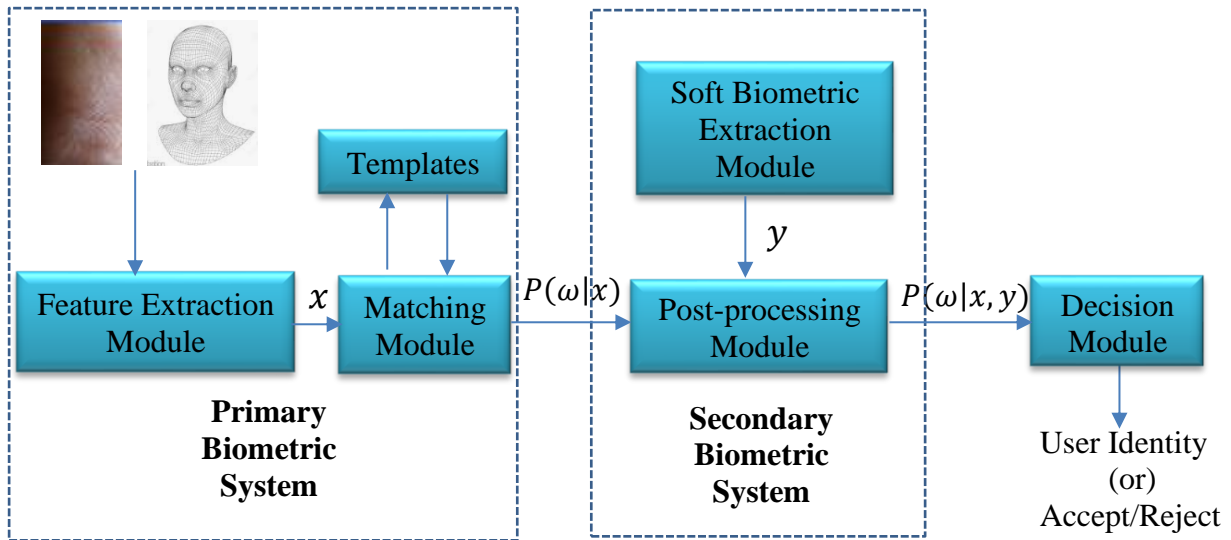 Soft Biometric
Extraction
Module
Templates
y
Feature Extraction
Module
x
Matching
Module
P(ω|x)
Post-processing
Module
P(ω|x, y)
Decision
Module
Primary
Biometric
System
Secondary
Biometric
System
User Identity
(or)
Accept/Reject